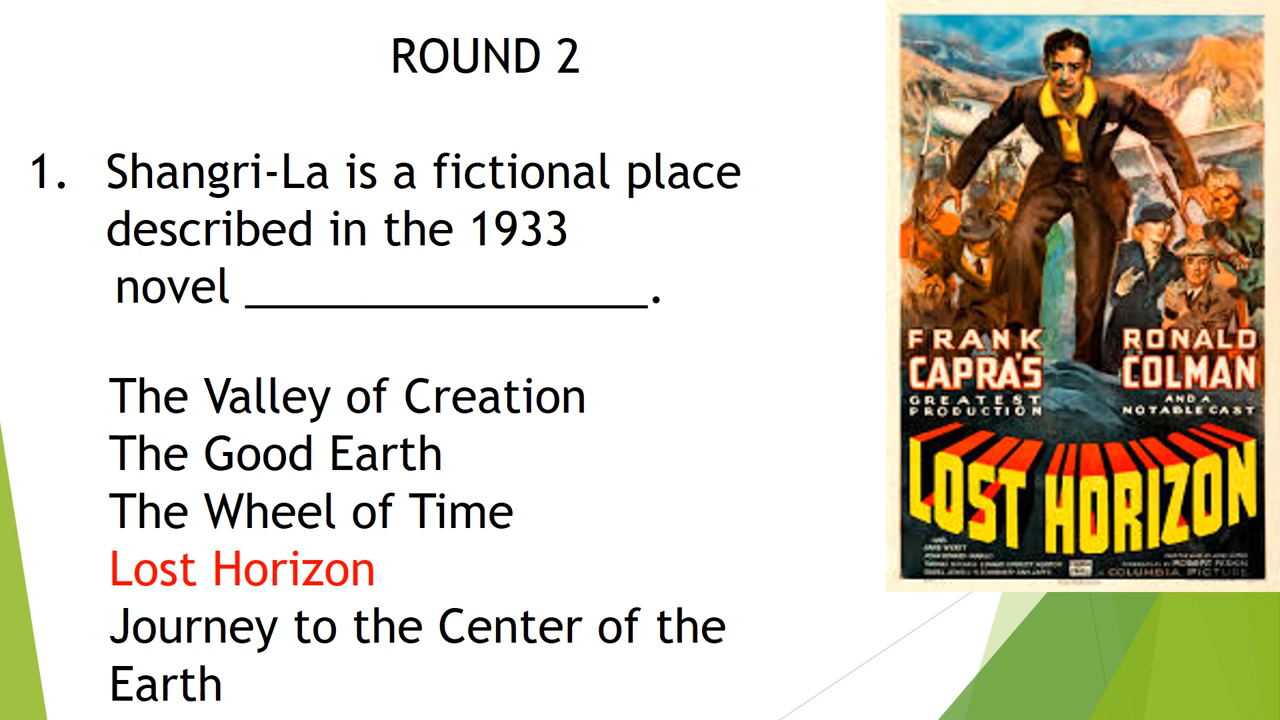 ROUND 2
1. Shangri-La is a fictional place
described in the 1933
novel _________________.
The Valley of Creation
The Good Earth
The Wheel of Time
Lost Horizon
Journey to the Center of the
Earth
FRANK
CAPRA'S
GREATEST
PRODUCTION
RONALD
COLMAN
AND A
NOTABLE CAST
LOST HORIZON
A COLUMBIA PICTURE